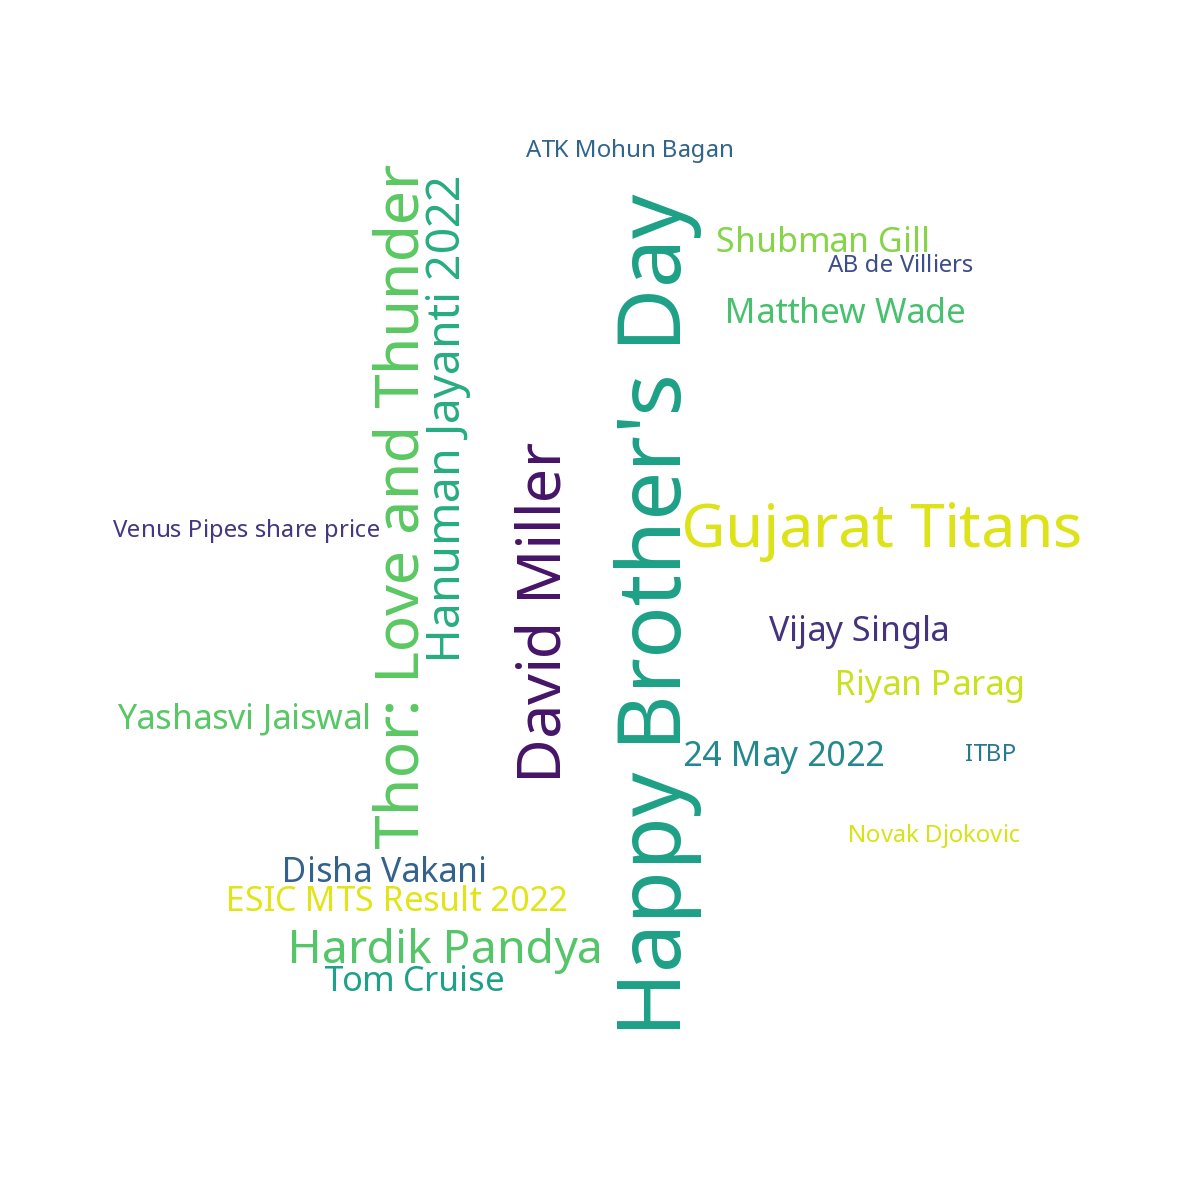 ATK Mohun Bagan
Thor: Love and Thunder
Hanuman Jayanti 2022
Happy Brother's Day
Shubman Gill
AB de Villiers
Matthew Wade
David Miller
Gujarat Titans
Venus Pipes share price
Vijay Singla
Riyan Parag
Yashasvi Jaiswal
24 May 2022
ITBP
Novak Djokovic
Disha Vakani
ESIC MTS Result 2022
Hardik Pandya
Tom Cruise